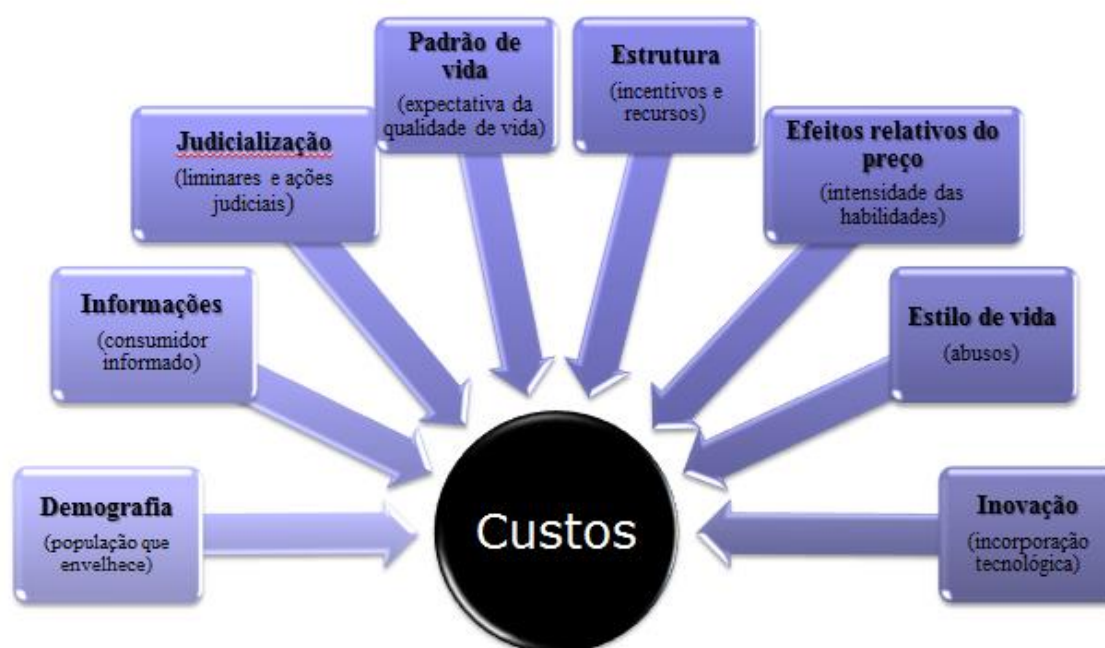 Padrão de
vida
(expectativa da
qualidade de vida)
Estrutura
(incentivos e
recursos)
Judicialização
(liminares e ações
judiciais)
Efeitos relativos do
preço
(intensidade das
habilidades)
Informações
(consumidor
informado)
Estilo de vida
(abusos)
Demografia
(população que
envelhece)
Custos
Inovação
(incorporação
tecnológica)